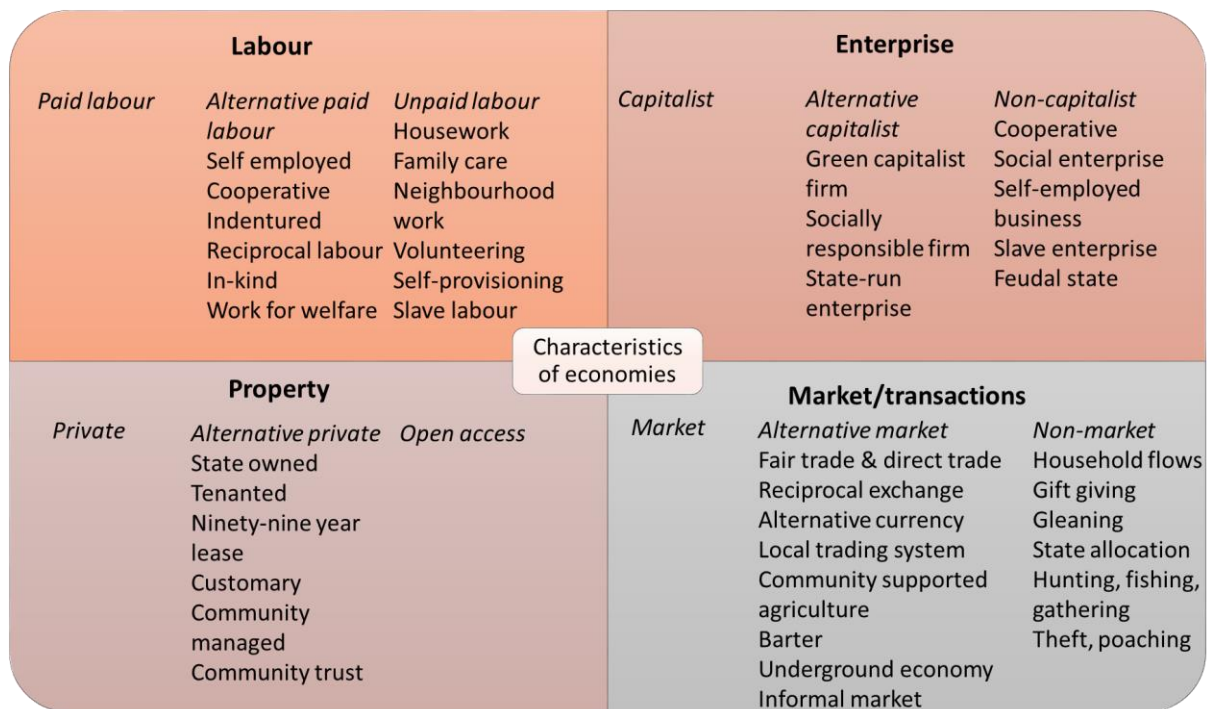 Labour
Paid labour
Alternative paid
labour
Self employed
Cooperative
Indentured
Reciprocal labour
In-kind
Work for welfare
Unpaid labour
Housework
Family care
Neighbourhood
work
Volunteering
Self-provisioning
Slave labour
Enterprise
Capitalist
Alternative
capitalist
Green capitalist
firm
Socially
responsible firm
State-run
enterprise
Non-capitalist
Cooperative
Social enterprise
Self-employed
business
Slave enterprise
Feudal state
Characteristics
of economies
Property
Private
Alternative private
State owned
Tenanted
Ninety-nine year
lease
Customary
Community
managed
Community trust
Open access
Market/transactions
Market
Alternative market
Fair trade & direct trade
Reciprocal exchange
Alternative currency
Local trading system
Community supported
agriculture
Barter
Underground economy
Informal market
Non-market
Household flows
Gift giving
Gleaning
State allocation
Hunting, fishing,
gathering
Theft, poaching